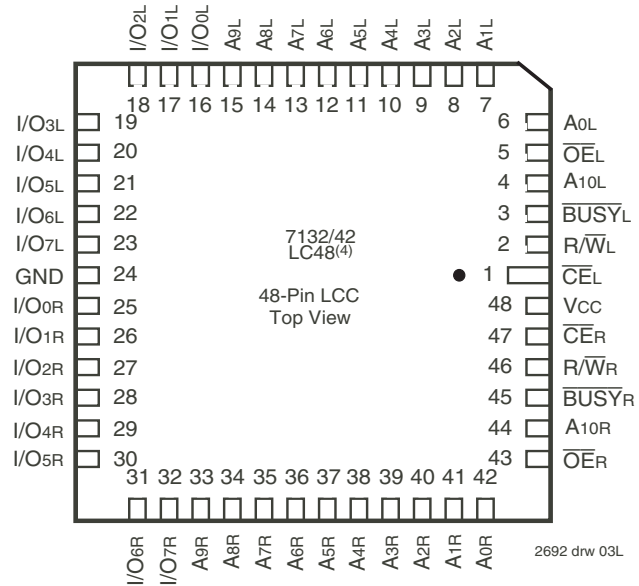 I/O2L I/O1L I/O0L A9L A8L A7L A6L A5L A4L A3L A2L A1L
18 17 16 15 14 13 12 11 10 9 8 7
I/O3L 19 6 A0L
I/O4L 20 5 OEL
I/O5L 21 4 A10L
I/O6L 22 3 BUSYL
I/O7L 23 2 R/WL
GND 24 1 CEL
I/O0R 25 48 VCC
I/O1R 26 47 CER
I/O2R 27 46 R/WR
I/O3R 28 45 BUSYR
I/O4R 29 44 A10R
I/O5R 30 43 OER
7132/42
LC48(4)
48-Pin LCC
Top View
31 32 33 34 35 36 37 38 39 40 41 42
I/O6R I/O7R A9R A8R A7R A6R A5R A4R A3R A2R A1R A0R
2692 drw 03L